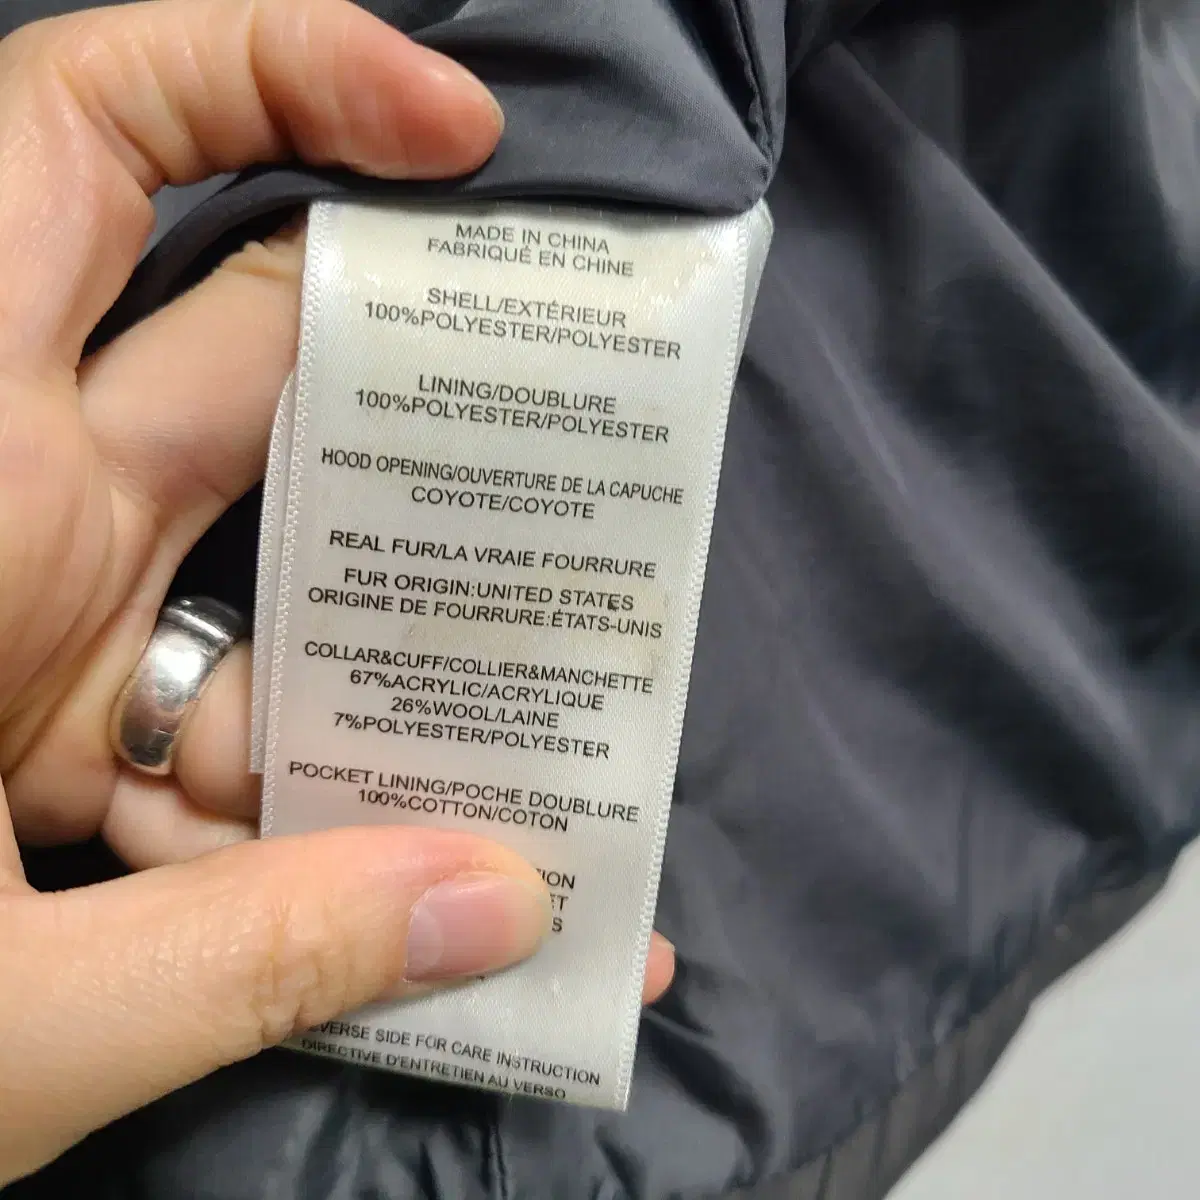 MADE IN CHINA
FABRIQUÉ EN CHINE
SHELL/EXTÉRIEUR
100%POLYESTER/POLYESTER
LINING/DOUBLURE
100%POLYESTER/POLYESTER
HOOD OPENING/OUVERTURE DE LA CAPUCHE
COYOTE/COYOTE
REAL FUR/LA VRAIE FOURRURE
FUR ORIGIN:UNITED STATES
ORIGINE DE FOURRURE:ÉTATS-UNIS
COLLAR&CUFF/COLLIER&MANCHETTE
67%ACRYLIC/ACRYLIQUE
26%WOOL/LAINE
7%POLYESTER/POLYESTER
POCKET LINING/POCHE DOUBLURE
100%COTTON/COTON
SIDE FOR CARE INSTRUCTION
DIRECTIVE D'ENTRETIEN AU VERSO